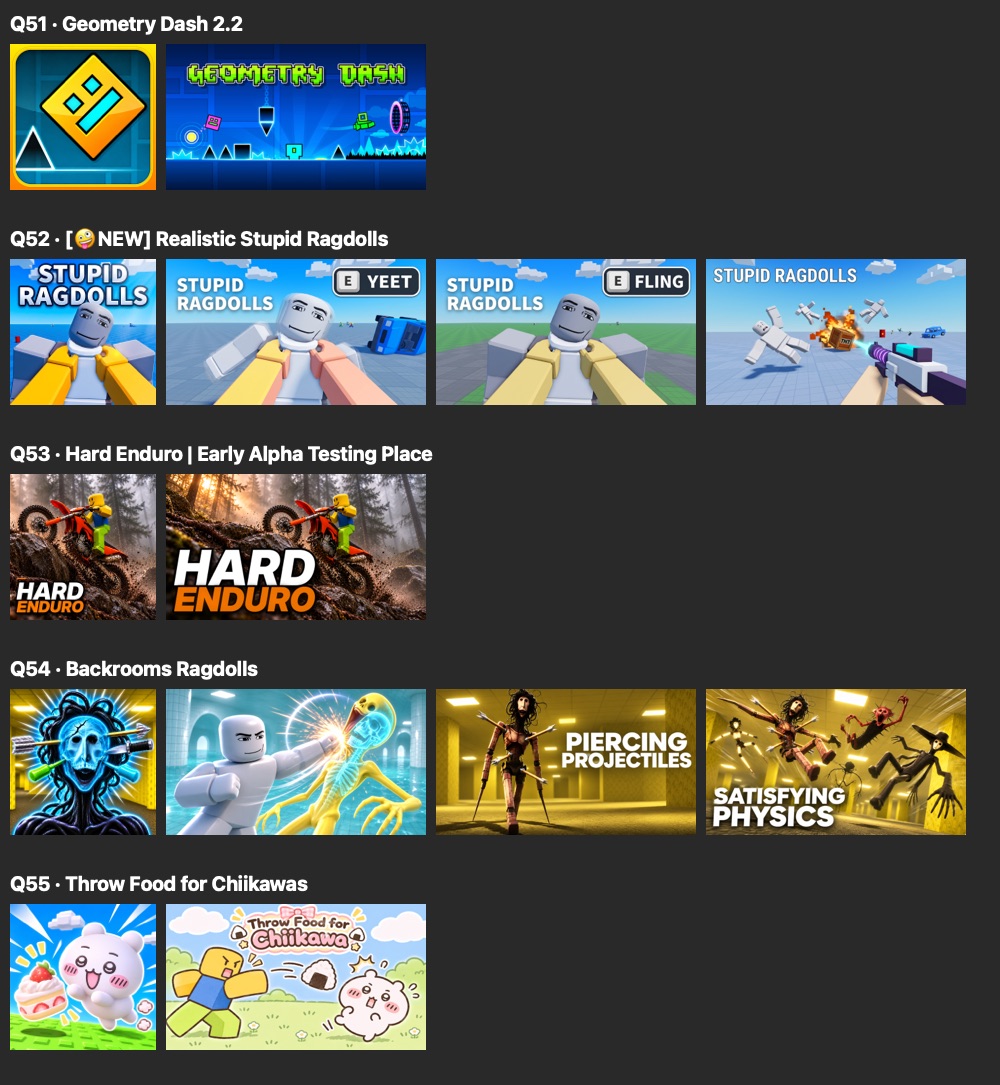 Q51 · Geometry Dash 2.2
GEOMETRY DASH
Q52 · [🤪NEW] Realistic Stupid Ragdolls
STUPID
RAGDOLLS
STUPID
RAGDOLLS
E YEET
STUPID
RAGDOLLS
E FLING
STUPID RAGDOLLS
TNT
Q53 · Hard Enduro | Early Alpha Testing Place
HARD
ENDURO
HARD
ENDURO
Q54 · Backrooms Ragdolls
PIERCING
PROJECTILES
SATISFYING
PHYSICS
Q55 · Throw Food for Chiikawas
Throw Food for
Chiikawa